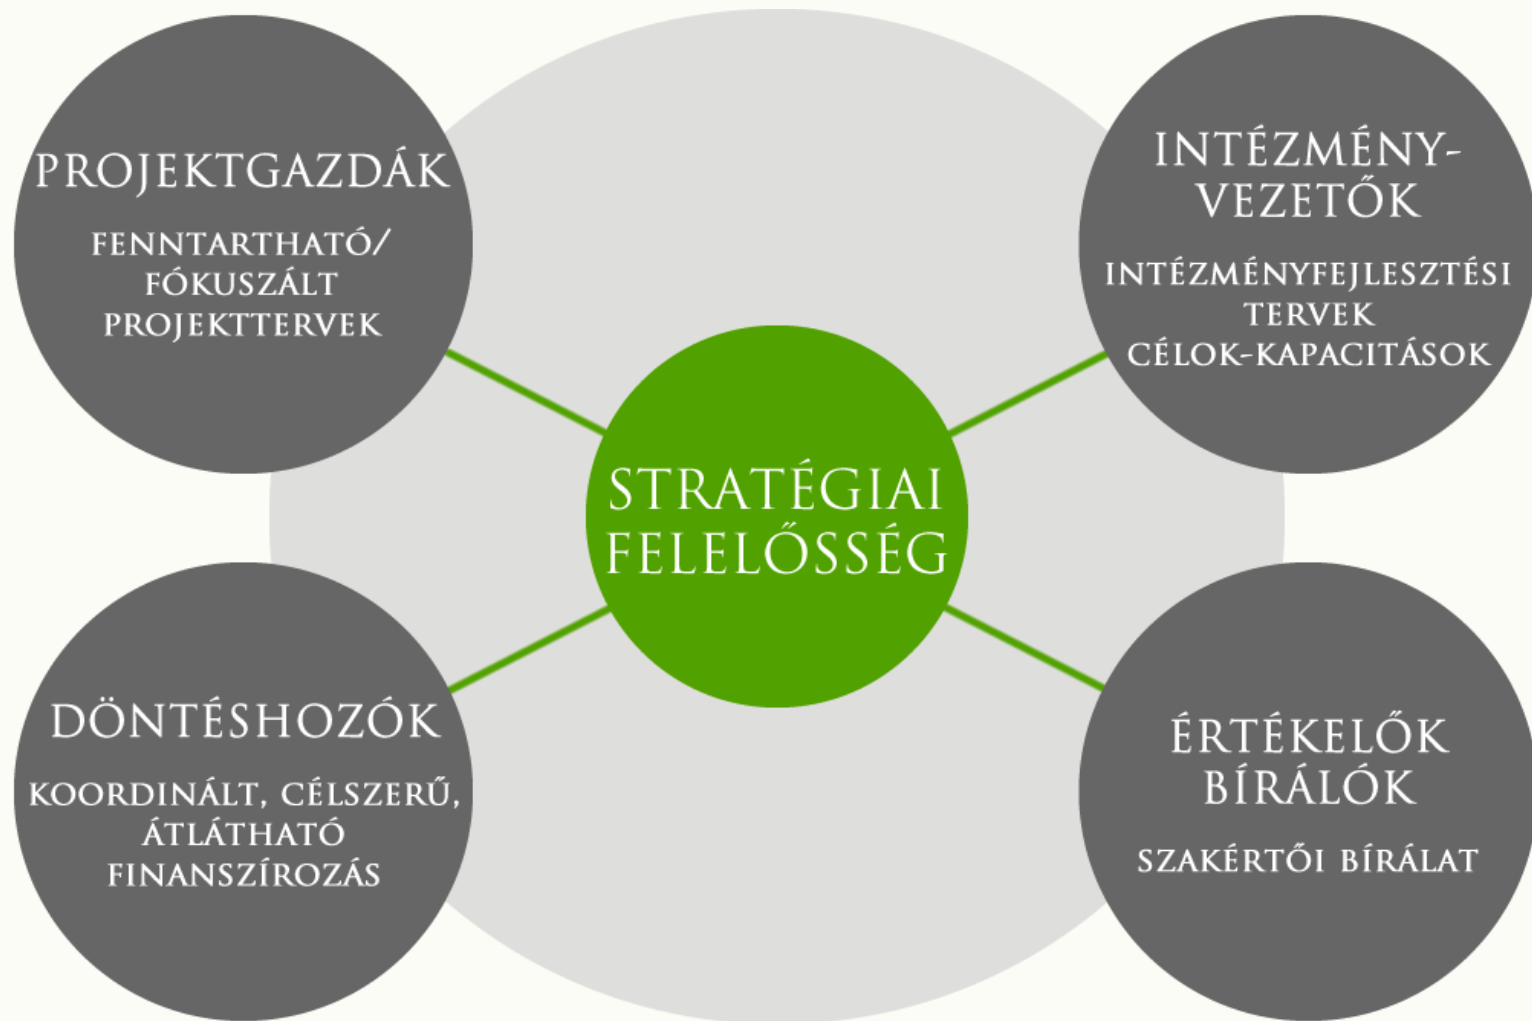 PROJEKTGAZDÁK
FENNTARTHATÓ/
FÓKUSZÁLT
PROJEKTTERVEK
INTÉZMÉNY-
VEZETŐK
INTÉZMÉNYFEJLESZTÉSI
TERVEK
CÉLOK-KAPACITÁSOK
STRATÉGIAI
FELELŐSSÉG
DÖNTÉSHOZÓK
KOORDINÁLT, CÉLSZERŰ,
ÁTLÁTHATÓ
FINANSZÍROZÁS
ÉRTÉKELŐK
BÍRÁLÓK
SZAKÉRTŐI BÍRÁLAT